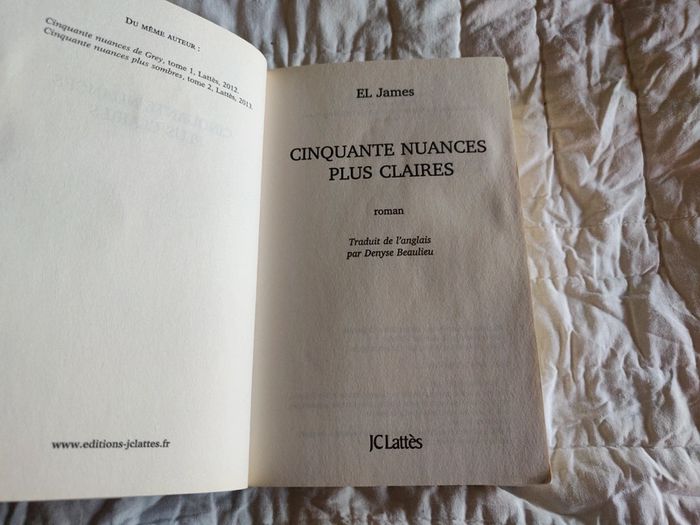 DU MÊME AUTEUR :
Cinquante nuances de Grey, tome 1, Lattès, 2012.
Cinquante nuances plus sombres, tome 2, Lattès, 2013.
www.editions-jclattes.fr
EL James
CINQUANTE NUANCES
PLUS CLAIRES
roman
Traduit de l'anglais
par Denyse Beaulieu
JC Lattès